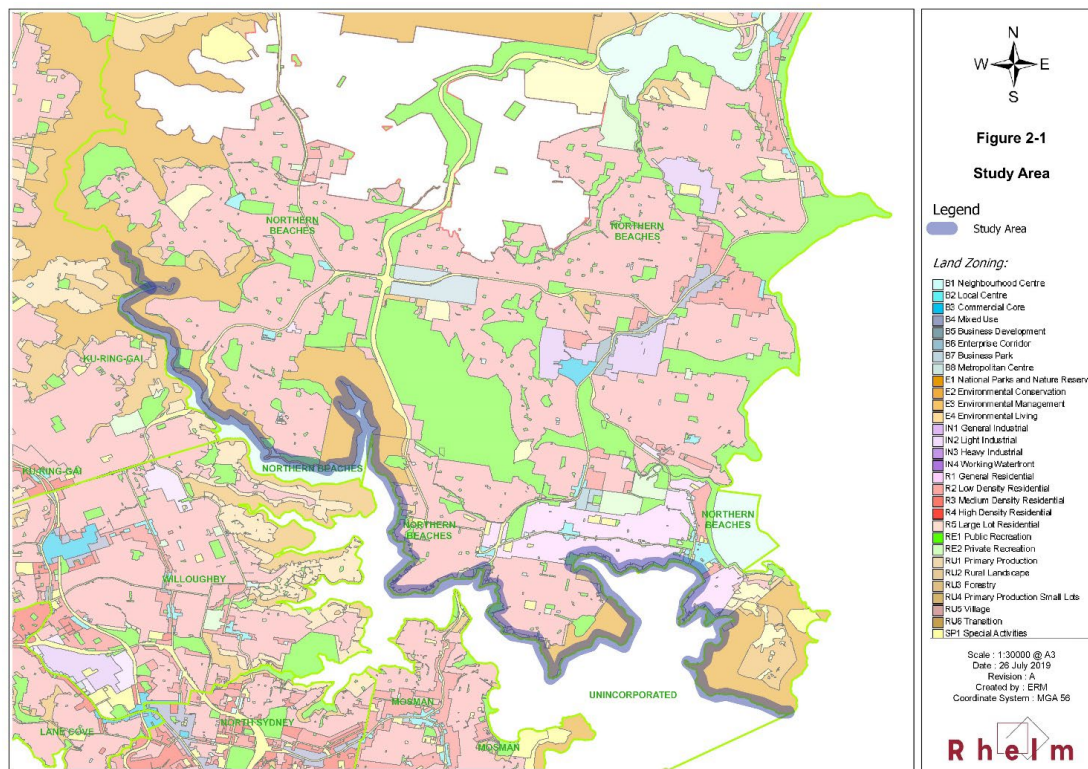 NORTHERN
BEACHES
NORTHERN
BEACHES
KU-RING-GAI
KU-RING-GAI
NORTHERN BEACHES
NORTHERN
BEACHES
NORTHERN
BEACHES
WILLOUGHBY
UNINCORPORATED
MOSMAN
NORTH SYDNEY
LANE COVE
MOSMAN
N
W E
S
Figure 2-1
Study Area
Legend
Study Area
Land Zoning:
B1 Neighbourhood Centre
B2 Local Centre
B3 Commercial Core
B4 Mixed Use
B5 Business Development
B6 Enterprise Corridor
B7 Business Park
B8 Metropolitan Centre
E1 National Parks and Nature Reserv
E2 Environmental Conservation
E3 Environmental Management
E4 Environmental Living
IN1 General Industrial
IN2 Light Industrial
IN3 Heavy Industrial
IN4 Working Waterfront
R1 General Residential
R2 Low Density Residential
R3 Medium Density Residential
R4 High Density Residential
R5 Large Lot Residential
RE1 Public Recreation
RE2 Private Recreation
RU1 Primary Production
RU2 Rural Landscape
RU3 Forestry
RU4 Primary Production Small Lots
RU5 Village
RU6 Transition
SP1 Special Activities
Scale : 1:30000 @ A3
Date : 26 July 2019
Revision : A
Created by : ERM
Coordinate System : MGA 56
Rhelm